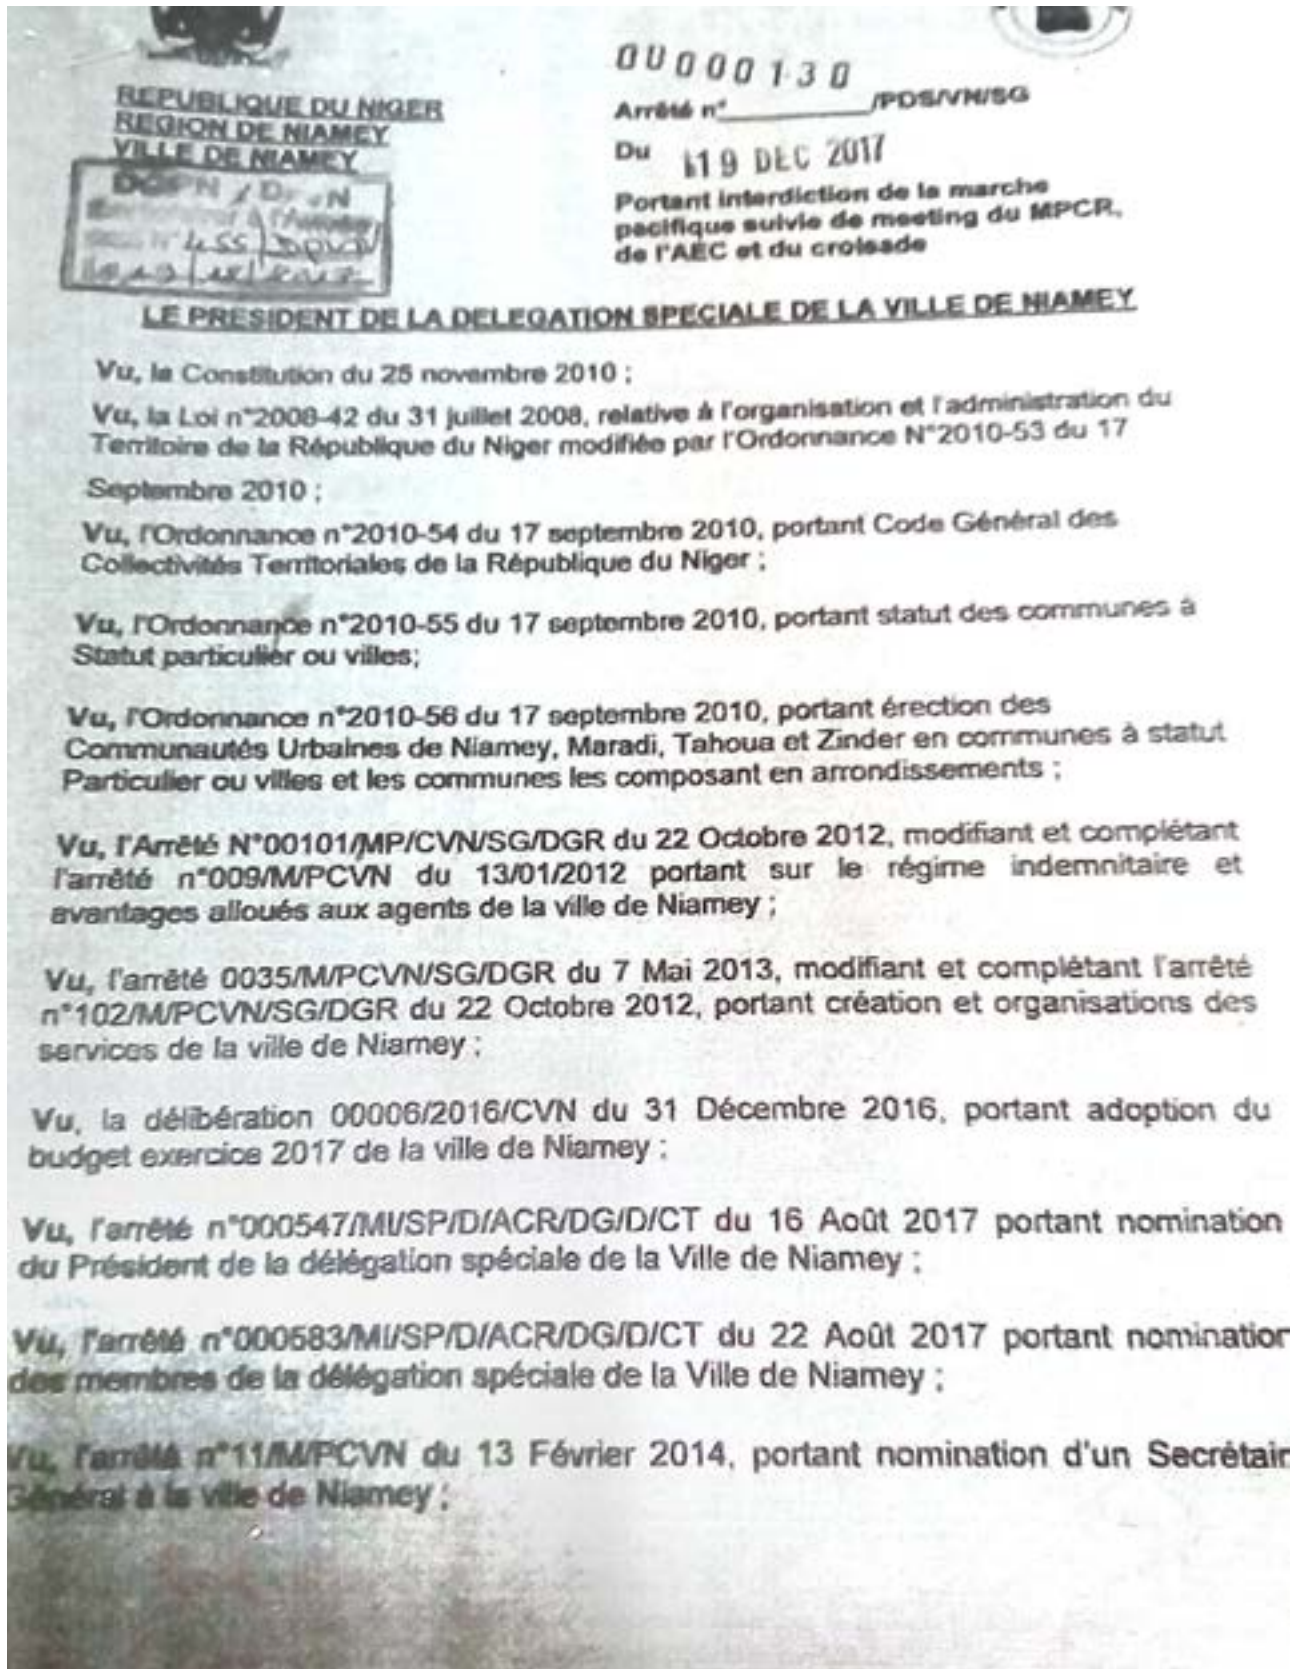 0U000130
REPUBLIQUE DU NIGER
REGION DE NIAMEY
VILLE DE NIAMEY
Arrêté n°________/PDS/VN/SG
Du 19 DEC 2017
Portant interdiction de la marche
pacifique suivie de meeting du MPCR,
de l'AEC et du croisade
LE PRESIDENT DE LA DELEGATION SPECIALE DE LA VILLE DE NIAMEY
Vu, la Constitution du 25 novembre 2010 ;
Vu, la Loi n°2008-42 du 31 juillet 2008, relative à l'organisation et l'administration du
Territoire de la République du Niger modifiée par l'Ordonnance N°2010-53 du 17
Septembre 2010 ;
Vu, l'Ordonnance n°2010-54 du 17 septembre 2010, portant Code Général des
Collectivités Territoriales de la République du Niger ;
Vu, l'Ordonnance n°2010-55 du 17 septembre 2010, portant statut des communes à
Statut particulier ou villes;
Vu, l'Ordonnance n°2010-56 du 17 septembre 2010, portant érection des
Communautés Urbaines de Niamey, Maradi, Tahoua et Zinder en communes à statut
Particulier ou villes et les communes les composant en arrondissements ;
Vu, l'Arrêté N°00101/MP/CVN/SG/DGR du 22 Octobre 2012, modifiant et complétant
l'arrêté n°009/M/PCVN du 13/01/2012 portant sur le régime indemnitaire et
avantages alloués aux agents de la ville de Niamey ;
Vu, l'arrêté 0035/M/PCVN/SG/DGR du 7 Mai 2013, modifiant et complétant l'arrêté
n°102/M/PCVN/SG/DGR du 22 Octobre 2012, portant création et organisations des
services de la ville de Niamey ;
Vu, la délibération 00006/2016/CVN du 31 Décembre 2016, portant adoption du
budget exercice 2017 de la ville de Niamey ;
Vu, l'arrêté n°000547/MI/SP/D/ACR/DG/D/CT du 16 Août 2017 portant nomination
du Président de la délégation spéciale de la Ville de Niamey ;
Vu, l'arrêté n°000583/MI/SP/D/ACR/DG/D/CT du 22 Août 2017 portant nomination
des membres de la délégation spéciale de la Ville de Niamey ;
Vu, l'arrêté n°11/M/PCVN du 13 Février 2014, portant nomination d'un Secrétair
Général à la ville de Niamey ;